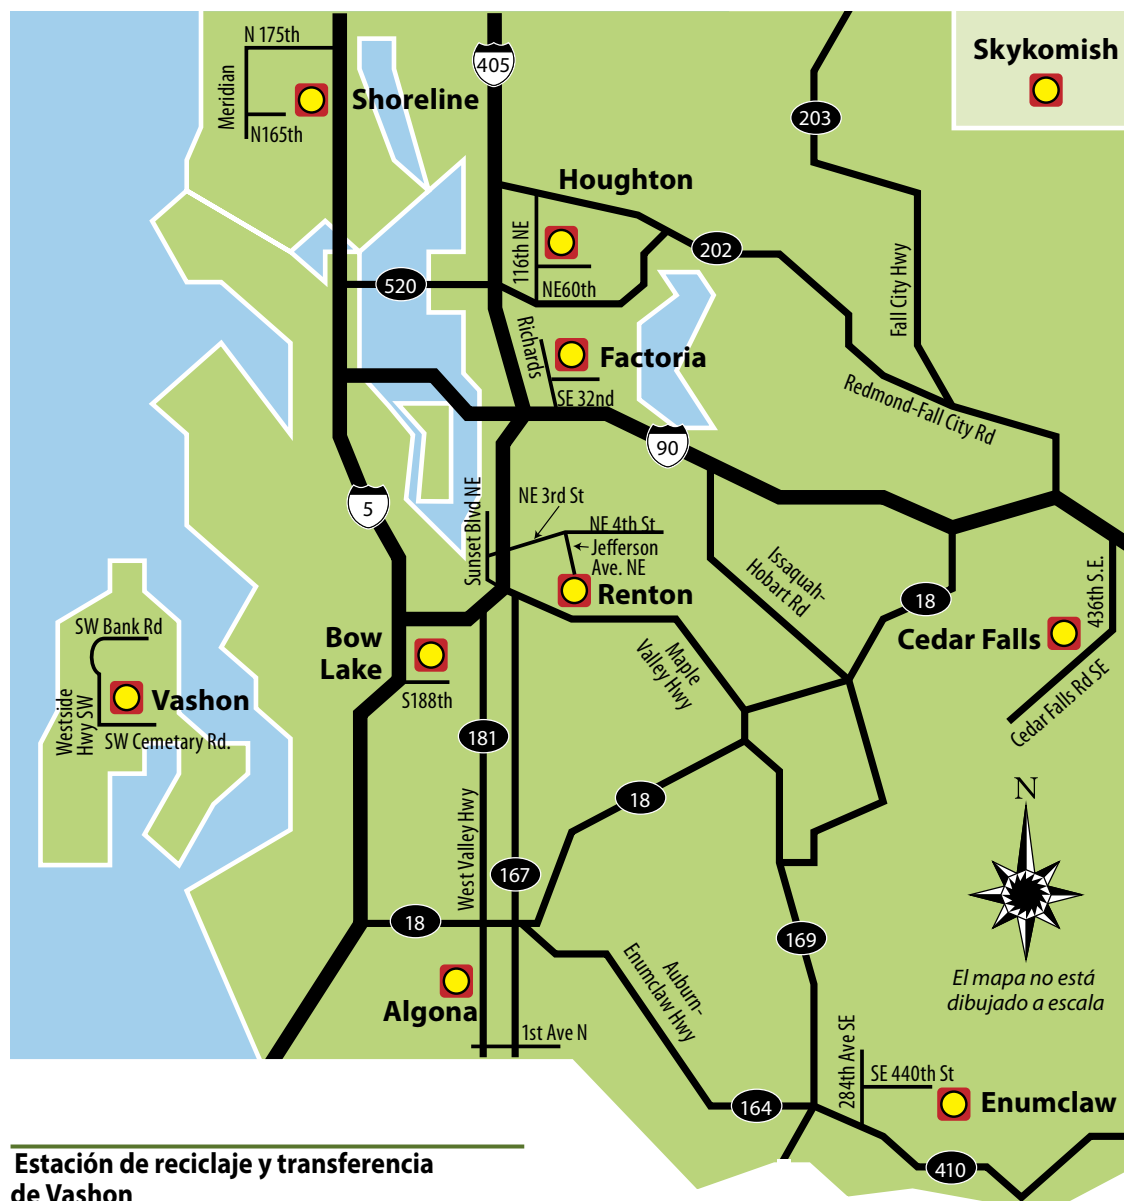 N 175th
Meridian
N165th
Shoreline
405
203
Skykomish
Houghton
116th NE
NE60th
202
520
Fall City Hwy
Richards
Factoria
SE 32nd
Redmond-Fall City Rd
90
5
Sunset Blvd NE
NE 3rd St
NE 4th St
Jefferson
Ave. NE
Renton
Issaquah-
Hobart Rd
18
436th S.E.
Cedar Falls
Cedar Falls Rd SE
Bow
Lake
S188th
Maple
Valley Hwy
SW Bank Rd
Westside
Hwy SW
Vashon
SW Cemetary Rd.
181
18
West Valley Hwy
167
18
N
169
El mapa no está
dibujado a escala
Algona
Auburn-
Enumclaw Hwy
1st Ave N
284th Ave SE
SE 440th St
Enumclaw
164
410
Estación de reciclaje y transferencia
de Vashon